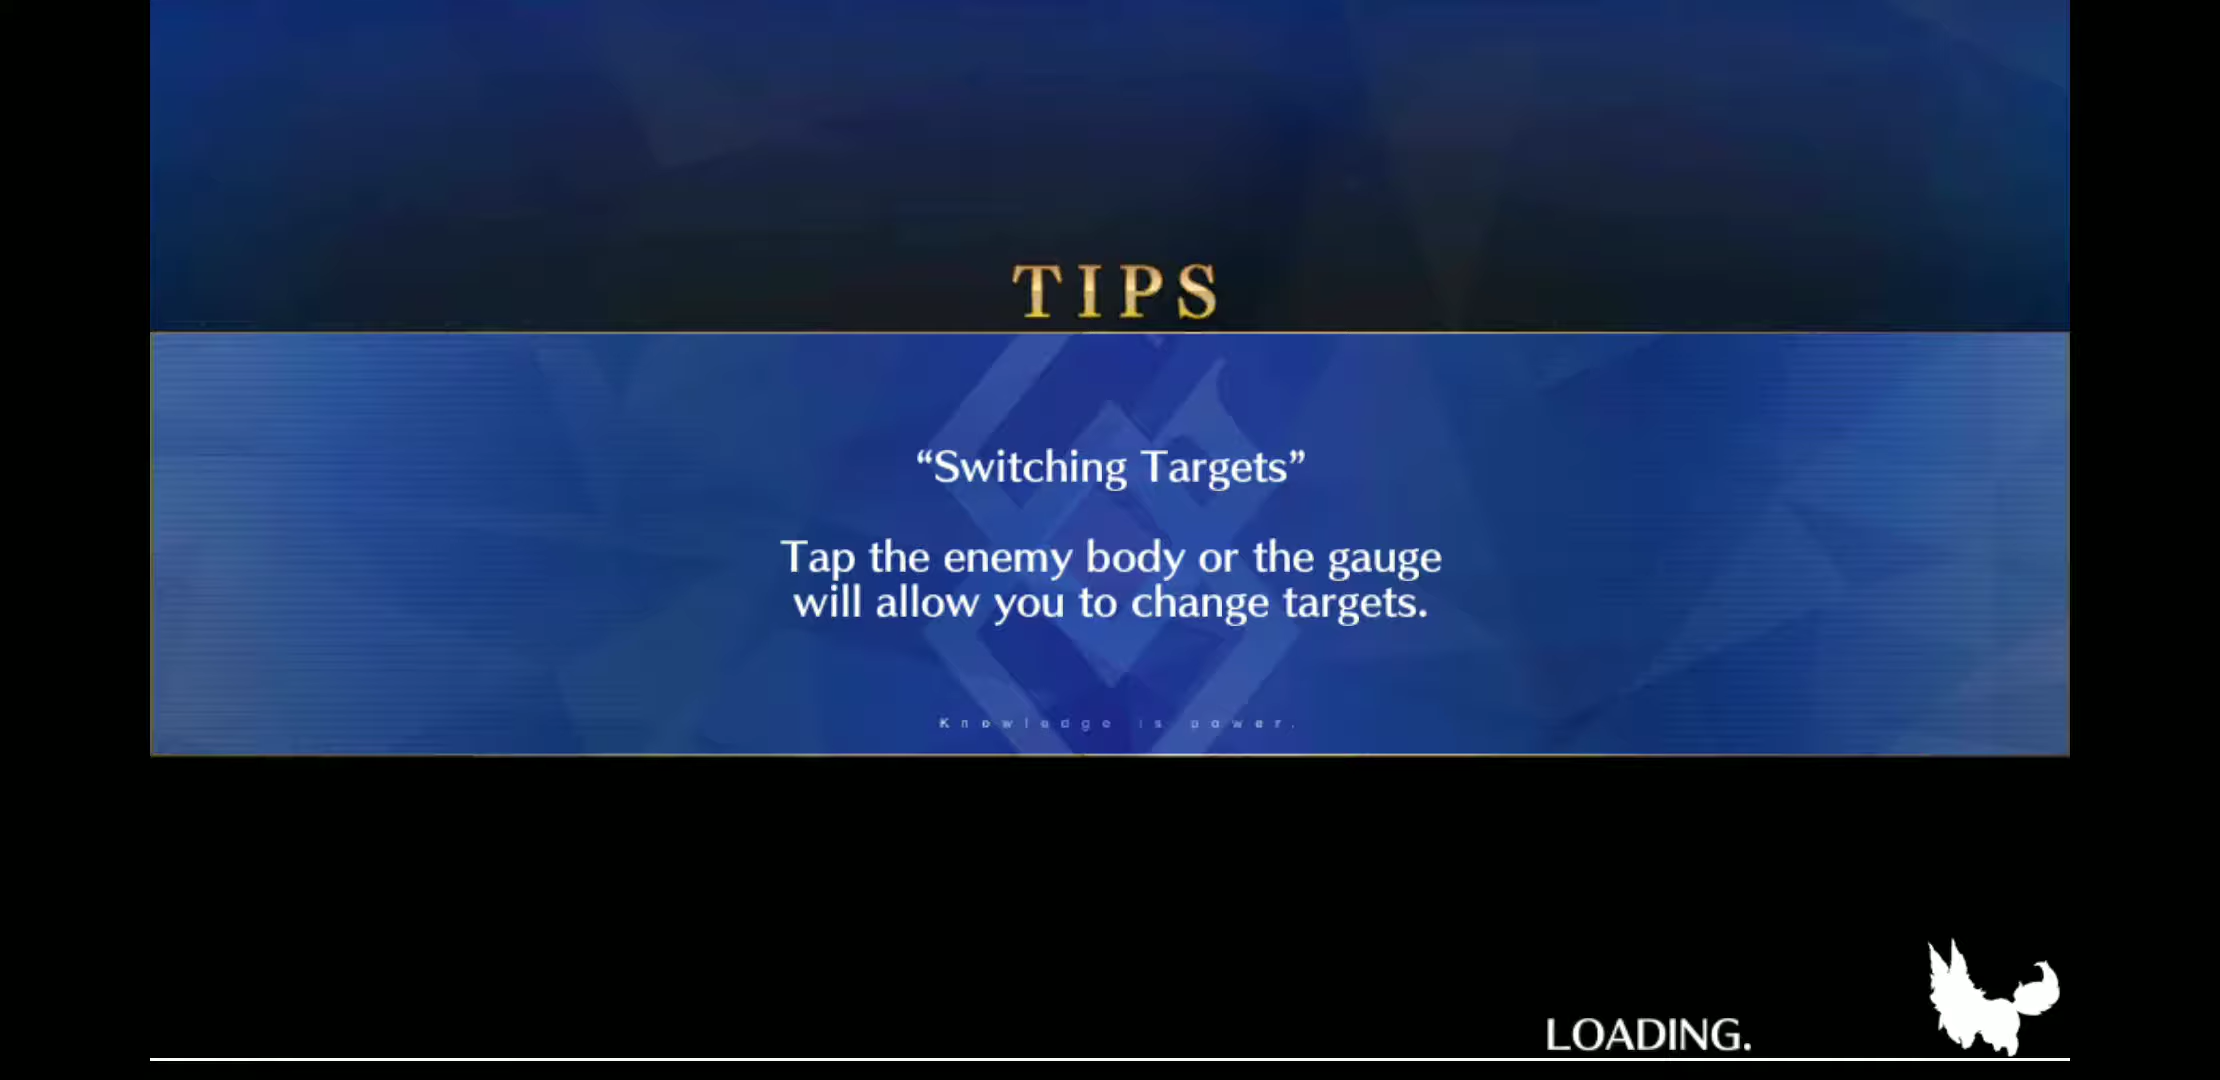 TIPS
“Switching Targets”
Tap the enemy body or the gauge
will allow you to change targets.
Knowledge is power.
LOADING.